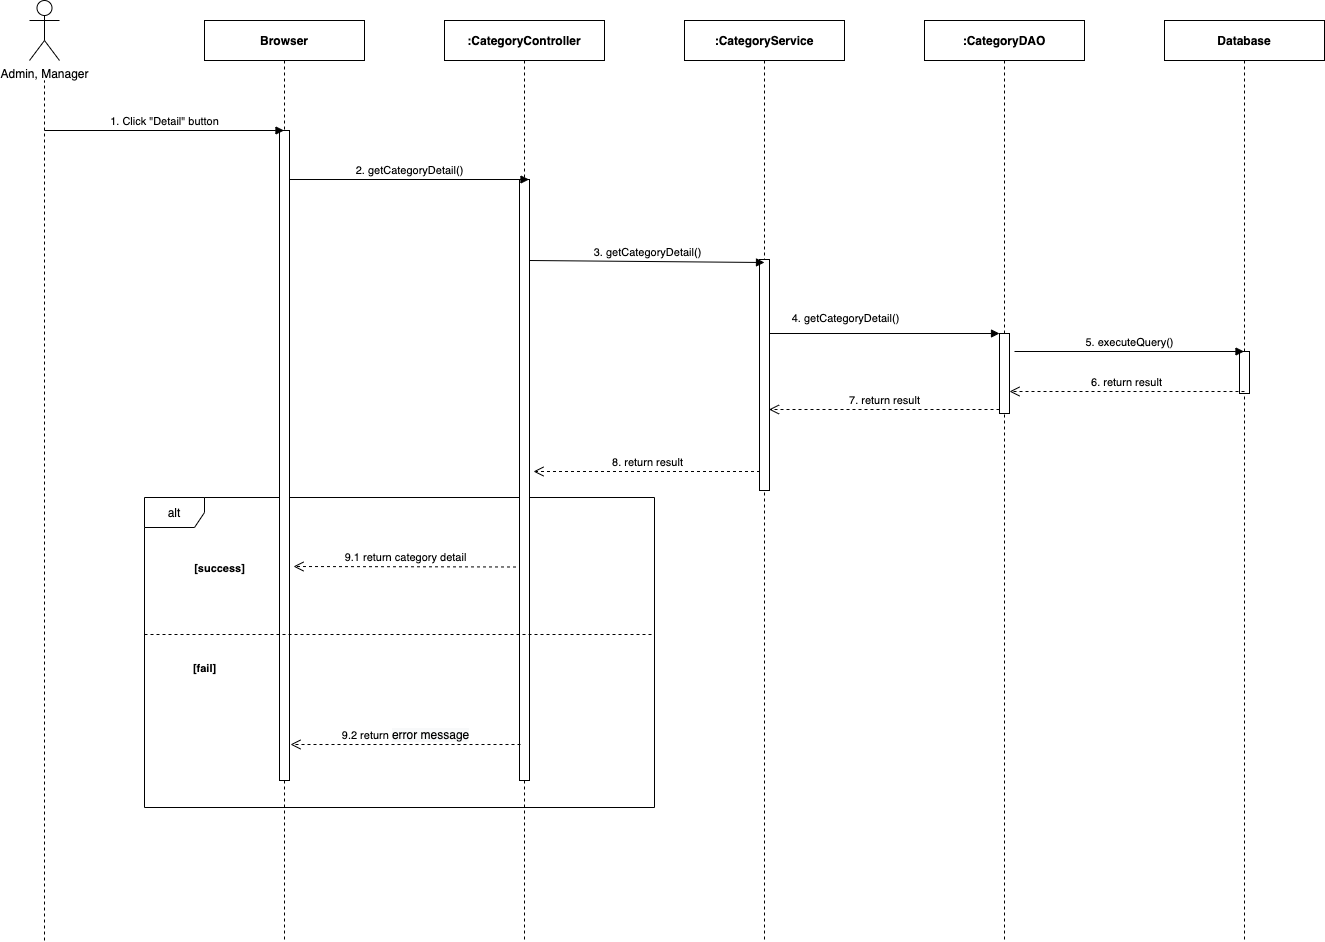 Admin, Manager
Browser
:CategoryController
:CategoryService
:CategoryDAO
Database
1. Click "Detail" button
2. getCategoryDetail()
3. getCategoryDetail()
4. getCategoryDetail()
5. executeQuery()
6. return result
7. return result
8. return result
alt
9.1 return category detail
[success]
[fail]
9.2 return error message